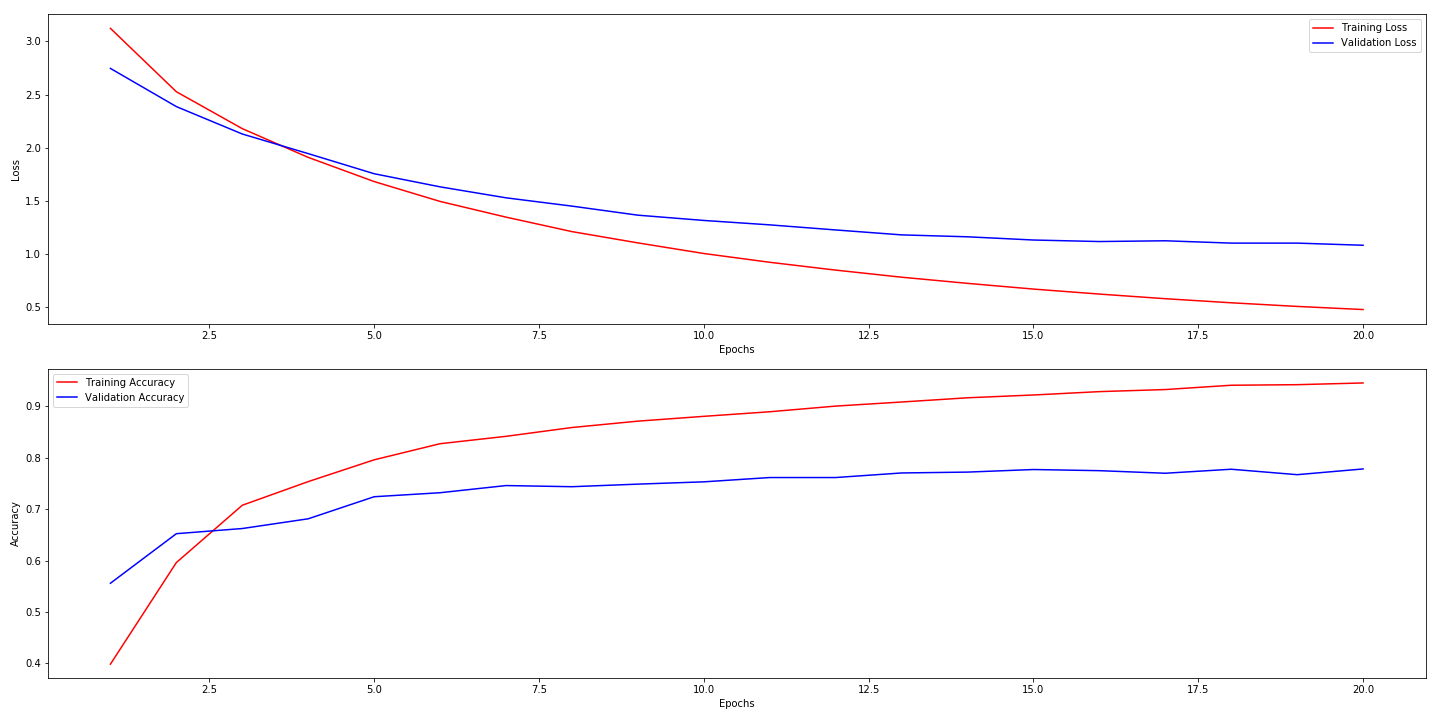 3.0
2.5
2.0
1.5
1.0
0.5
Loss
Training Loss
Validation Loss
2.5 5.0 7.5 10.0 12.5 15.0 17.5 20.0
Epochs
0.9
0.8
0.7
0.6
0.5
0.4
Accuracy
Training Accuracy
Validation Accuracy
2.5 5.0 7.5 10.0 12.5 15.0 17.5 20.0
Epochs